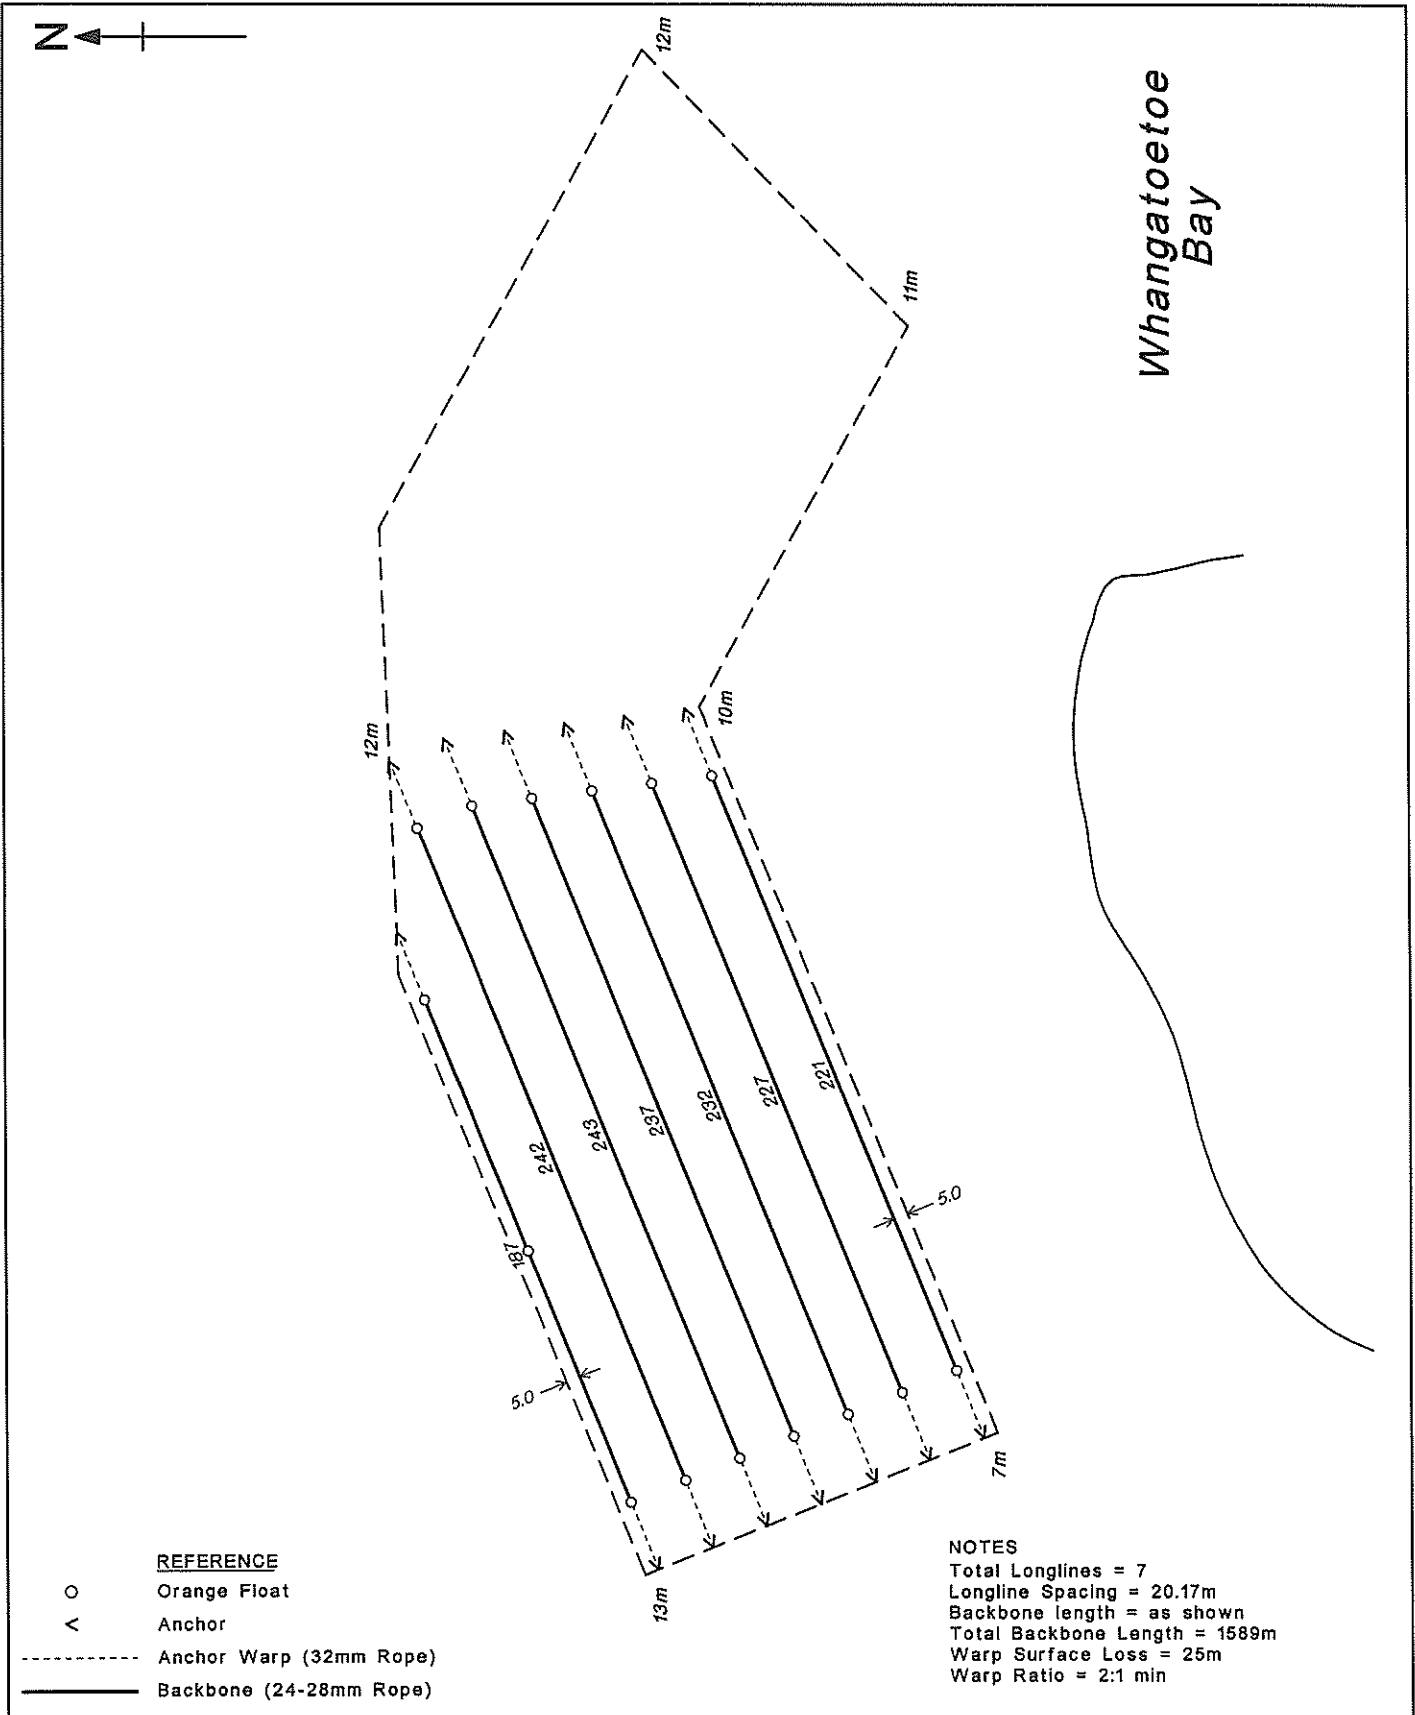 N
12m
Whangatoetoe
Bay
11m
12m
10m
242
243
237
232
227
221
187
5.0
5.0
7m
13m
REFERENCE
Orange Float
Anchor
Anchor Warp (32mm Rope)
Backbone (24-28mm Rope)
NOTES
Total Longlines = 7
Longline Spacing = 20.17m
Backbone length = as shown
Total Backbone Length = 1589m
Warp Surface Loss = 25m
Warp Ratio = 2:1 min